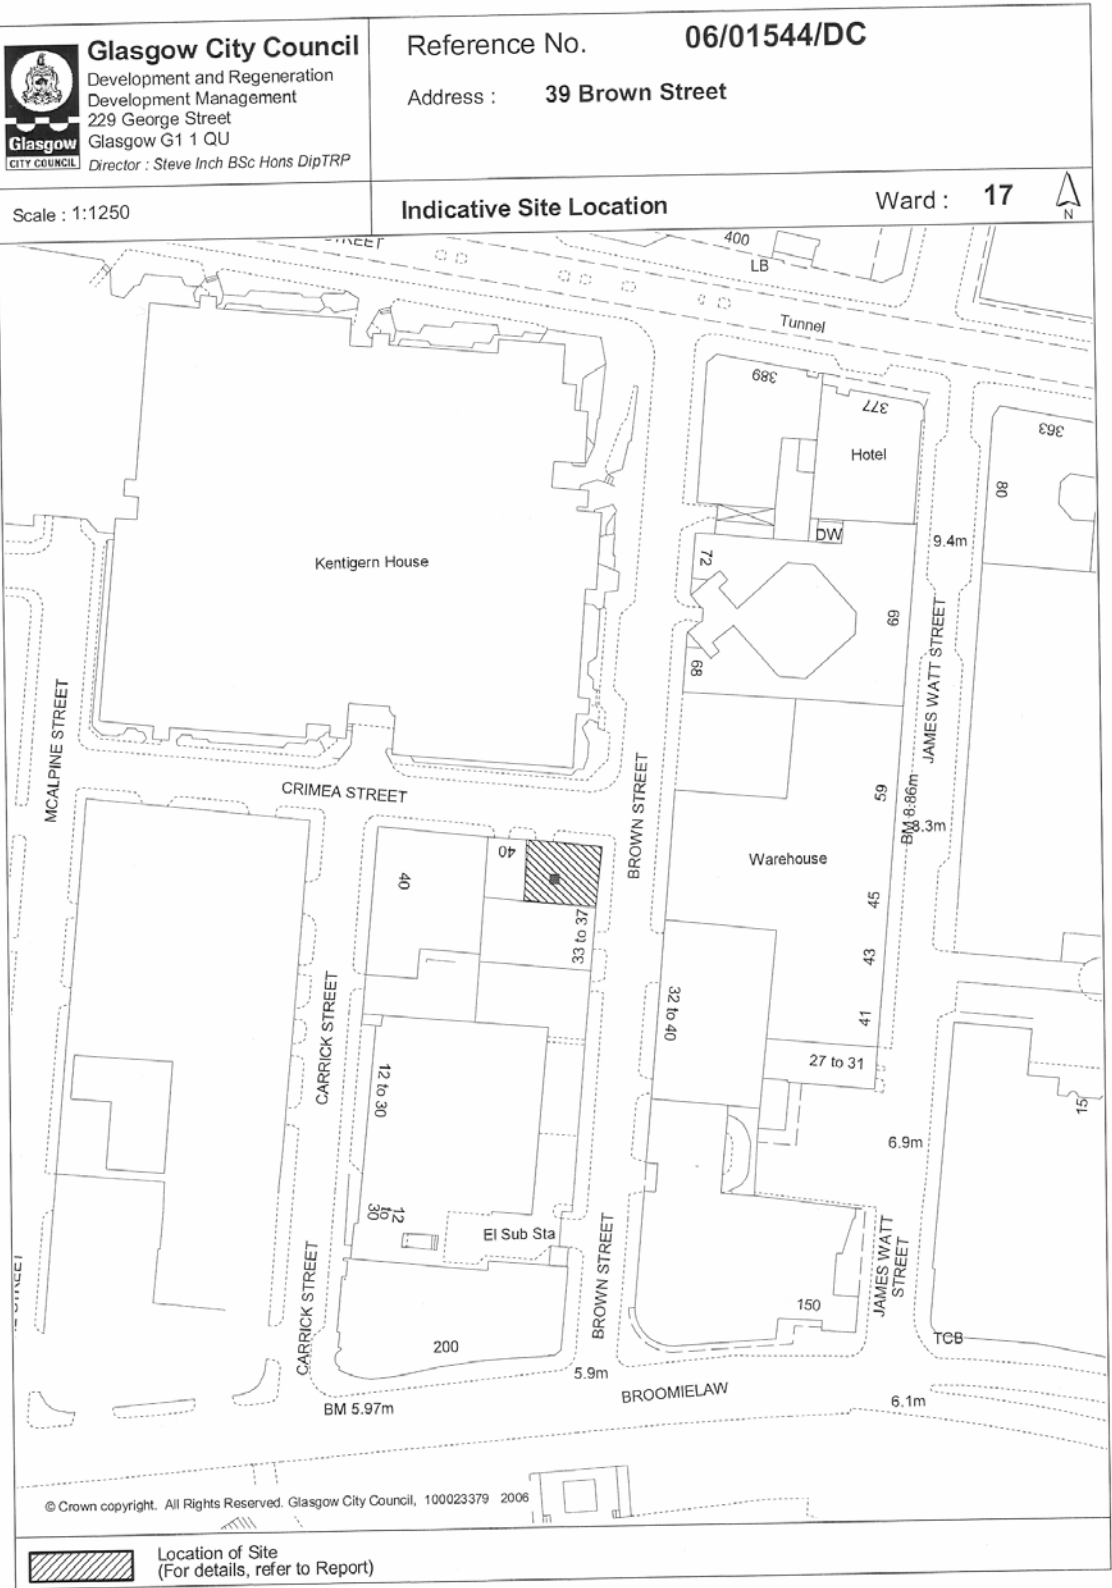 Glasgow City Council
Development and Regeneration
Development Management
229 George Street
Glasgow G1 1 QU
Director : Steve Inch BSc Hons DipTRP
Glasgow
CITY COUNCIL
Reference No. 06/01544/DC
Address : 39 Brown Street
Scale : 1:1250
Indicative Site Location
Ward : 17
N
400
LB
Tunnel
389
377
Hotel
363
80
DW
9.4m
72
Kentigern House
69
68
JAMES WATT STREET
MCALPINE STREET
CRIMEA STREET
BROWN STREET
59
BM 8.86m
8.3m
Warehouse
40
40
45
33 to 37
43
CARRICK STREET
32 to 40
41
27 to 31
12 to 30
15
6.9m
12
to
30
El Sub Sta
BROWN STREET
JAMES WATT
STREET
CARRICK STREET
150
200
TCB
5.9m
BROOMIELAW
6.1m
BM 5.97m
© Crown copyright. All Rights Reserved. Glasgow City Council, 100023379 2006
Location of Site
(For details, refer to Report)